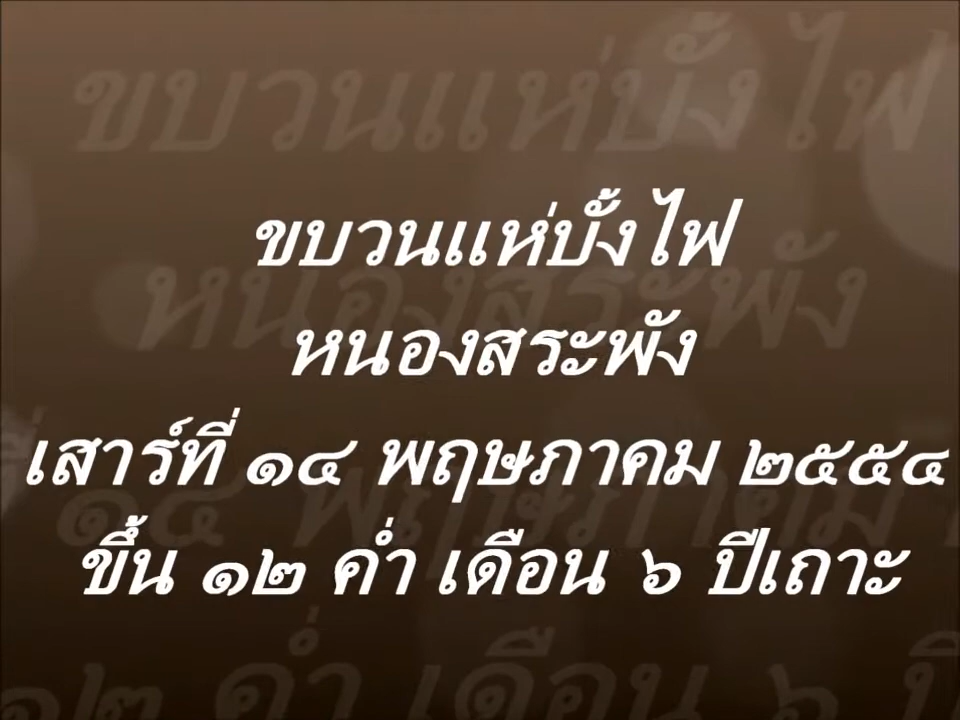 ขบวนแห่บั้งไฟ
หนองสระพัง
เสาร์ที่ ๑๔ พฤษภาคม ๒๕๕๔
ขึ้น ๑๒ ค่ำ เดือน ๖ ปีเถาะ